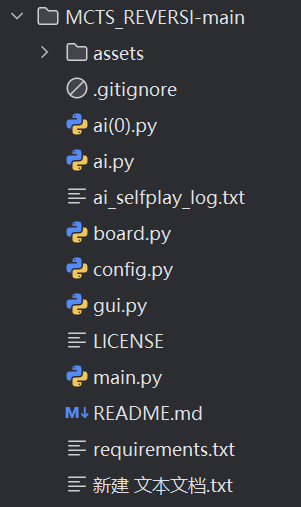 MCTS_REVERSI-main
assets
.gitignore
ai(0).py
ai.py
ai_selfplay_log.txt
board.py
config.py
gui.py
LICENSE
main.py
M↓ README.md
requirements.txt
新建 文本文档.txt